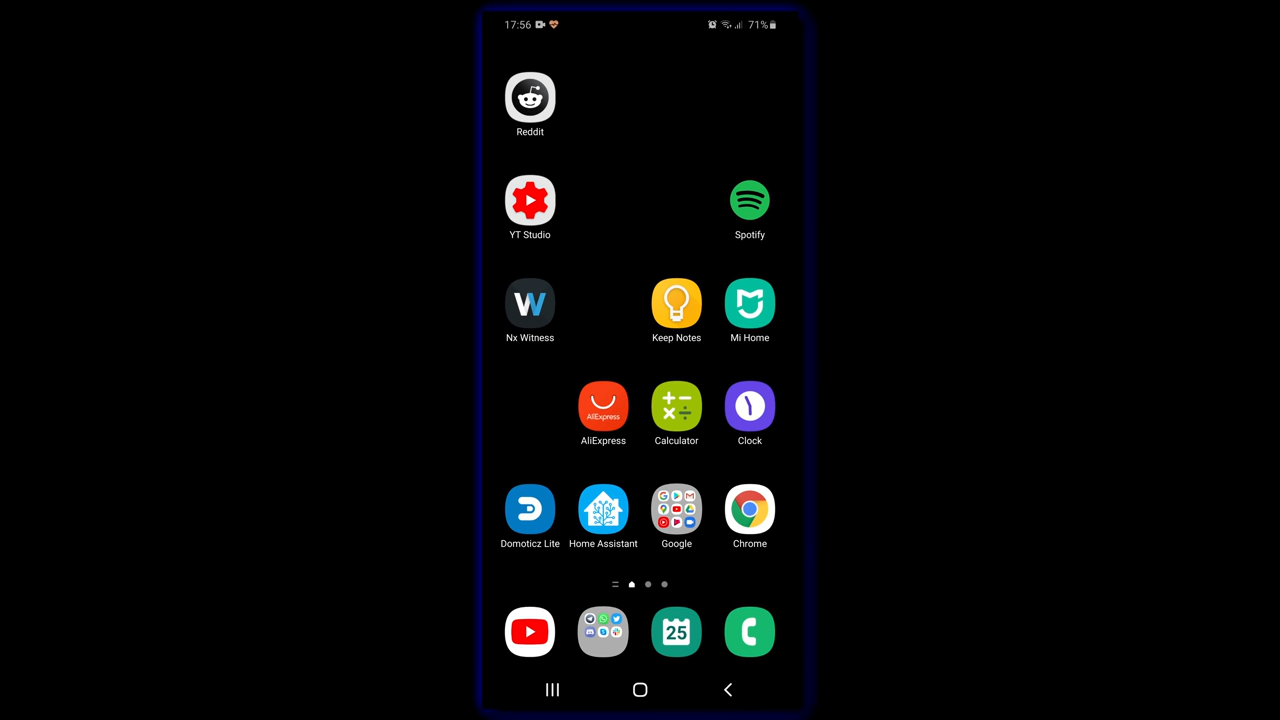 17:56 71%
Reddit
YT Studio
Spotify
Nx Witness
Keep Notes
Mi Home
AliExpress
AliExpress
Calculator
Clock
Domoticz Lite
Home Assistant
Google
Chrome
25